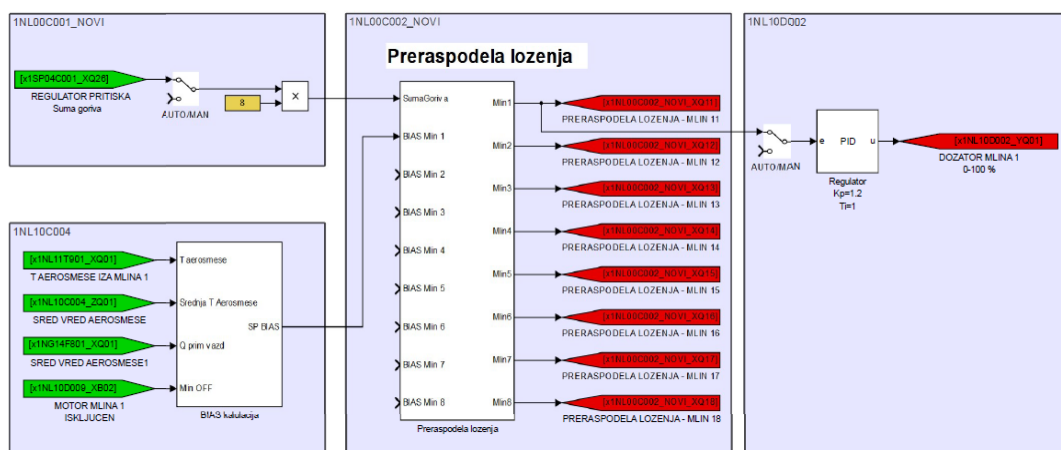 1NL00C001_NOVI
[x1SP04C001_XQ26]
REGULATOR PRITISKA
Suma goriva
AUTO/MAN
8
X
1NL10C004
[x1NL11T901_XQ01]
T AEROSMESE IZA MLINA 1
[x1NL10C004_ZQ01]
SRED VRED AEROSMESE
[x1NG14F801_XQ01]
SRED VRED AEROSMESE1
[x1NL10D009_XB02]
MOTOR MLINA 1
ISKLJUCEN
T aerosmese
Srednja T Aerosmese
Q prim vazd
Min OFF
SP BIAS
BIAS kalulacija
1NL00C002_NOVI
Preraspodela lozenja
SumaGoriva
BIAS Min 1
BIAS Min 2
BIAS Min 3
BIAS Min 4
BIAS Min 5
BIAS Min 6
BIAS Min 7
BIAS Min 8
Min1
Min2
Min3
Min4
Min5
Min6
Min7
Min8
Preraspodela lozenja
[x1NL00C002_NOVI_XQ11]
PRERASPODELA LOZENJA - MLIN 11
[x1NL00C002_NOVI_XQ12]
PRERASPODELA LOZENJA - MLIN 12
[x1NL00C002_NOVI_XQ13]
PRERASPODELA LOZENJA - MLIN 13
[x1NL00C002_NOVI_XQ14]
PRERASPODELA LOZENJA - MLIN 14
[x1NL00C002_NOVI_XQ15]
PRERASPODELA LOZENJA - MLIN 15
[x1NL00C002_NOVI_XQ16]
PRERASPODELA LOZENJA - MLIN 16
[x1NL00C002_NOVI_XQ17]
PRERASPODELA LOZENJA - MLIN 17
[x1NL00C002_NOVI_XQ18]
PRERASPODELA LOZENJA - MLIN 18
1NL10DQ02
AUTO/MAN
e PID u
Regulator
Kp=1.2
Ti=1
[x1NL10D002_YQ01]
DOZATOR MLINA 1
0-100 %